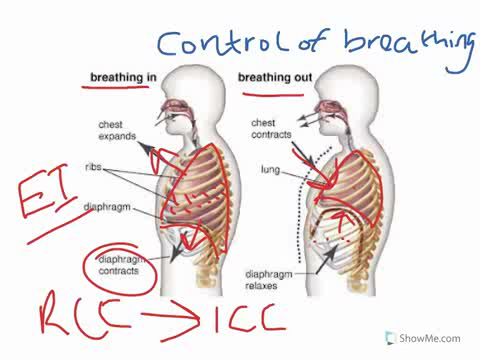 Control of breathing
breathing in
breathing out
chest
expands
chest
contracts
ribs
lung
EI
diaphragm
diaphragm
contracts
diaphragm
relaxes
RCC → ICC
ShowMe.com